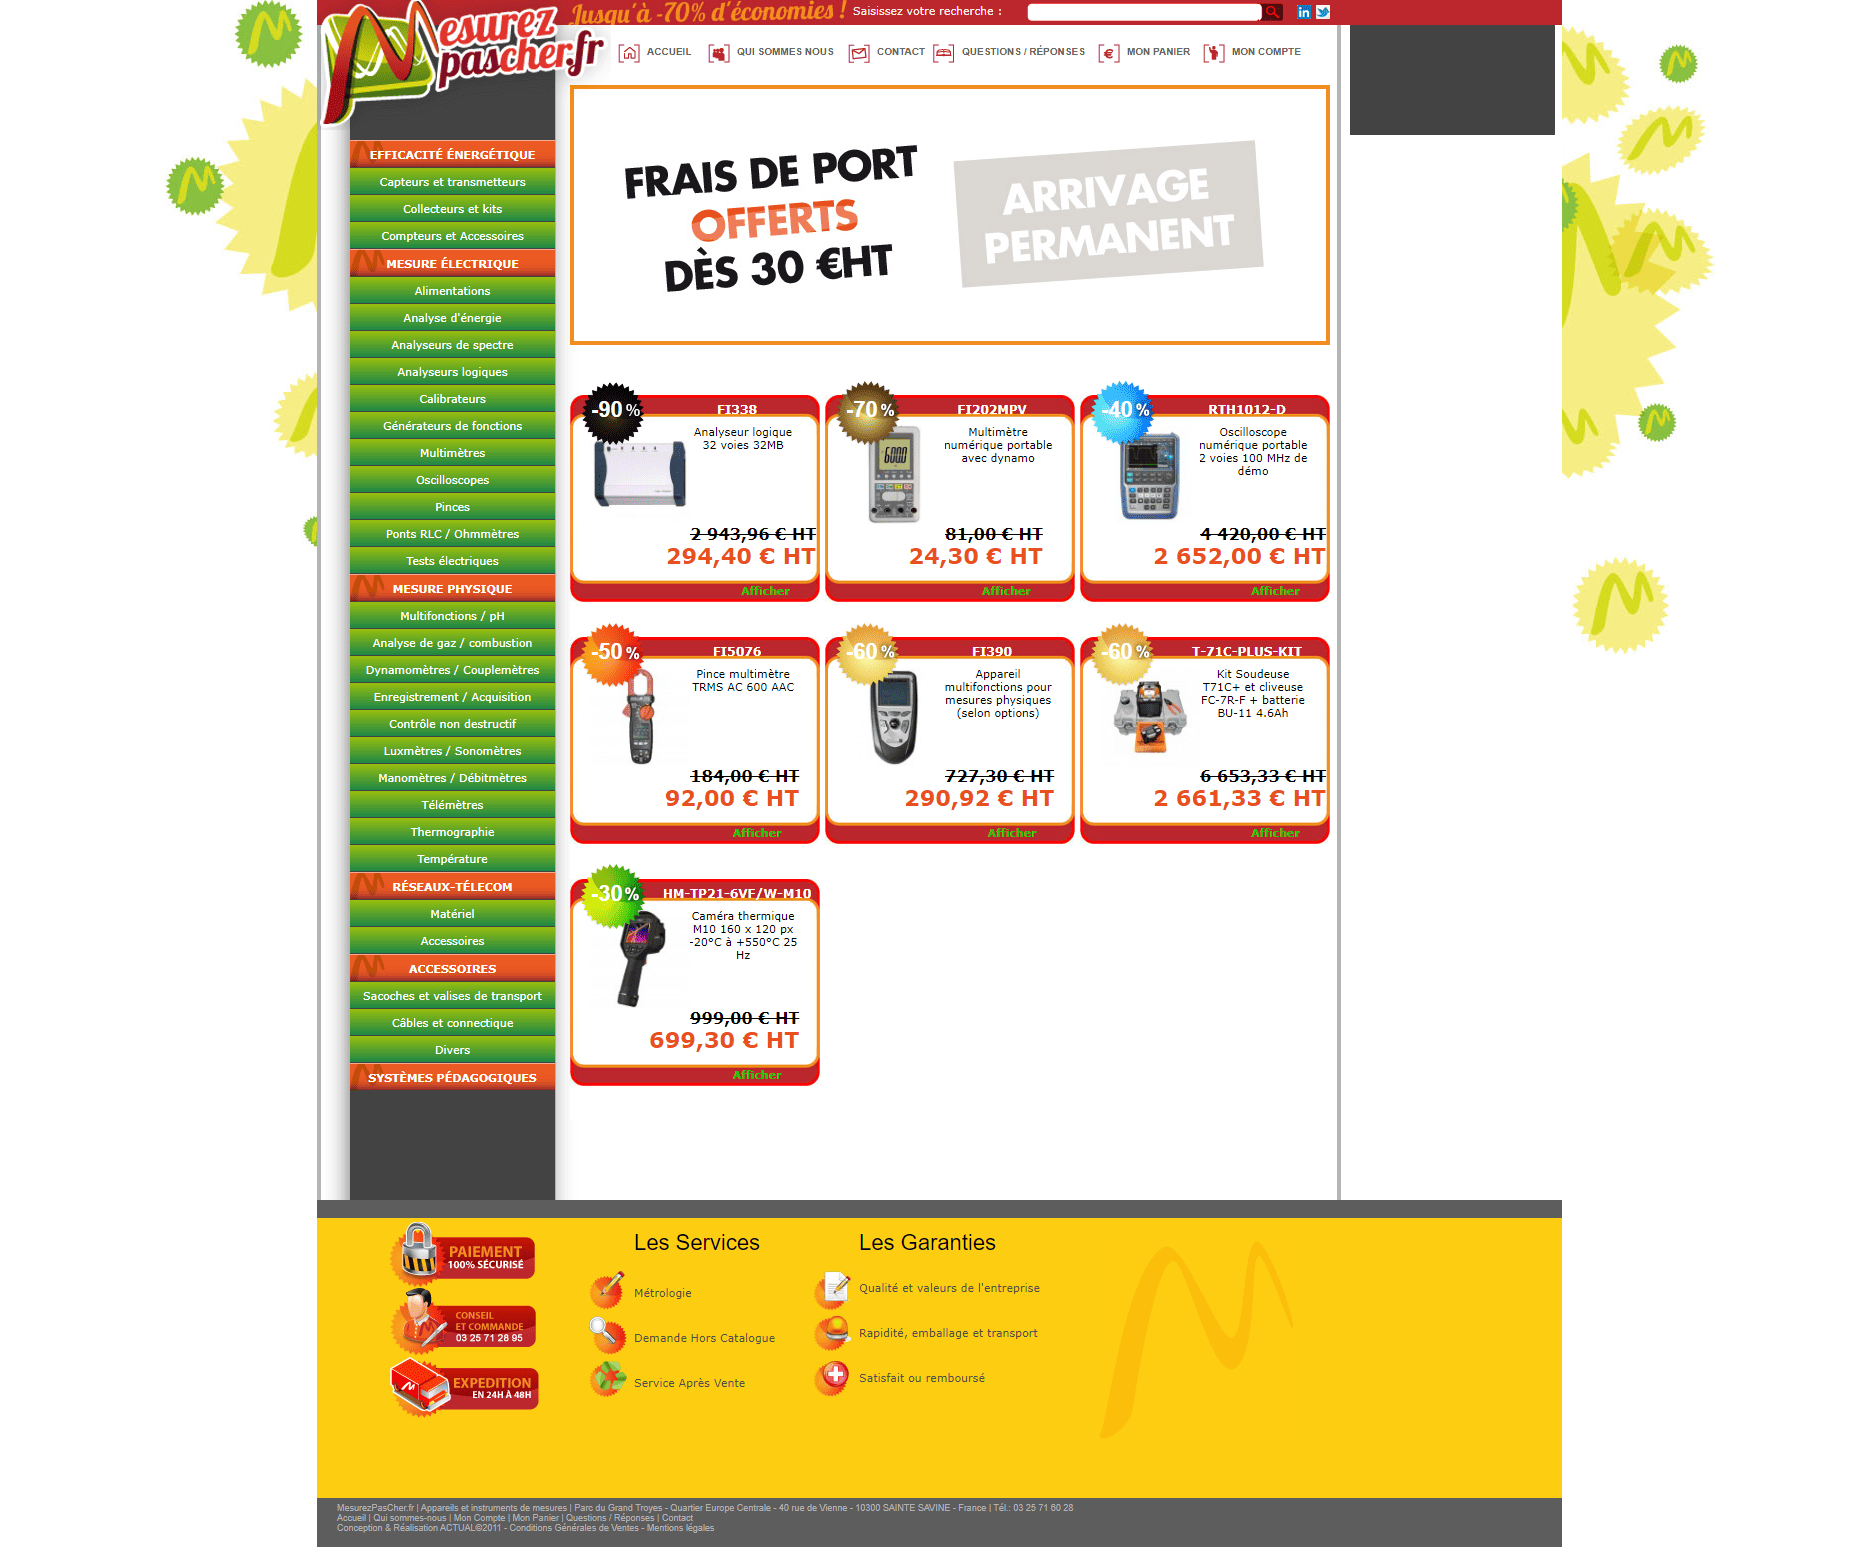 Mesurez
pascher.fr
Jusqu'à -70% d'économies !
Saisissez votre recherche :
ACCUEIL
QUI SOMMES NOUS
CONTACT
QUESTIONS / RÉPONSES
MON PANIER
MON COMPTE
EFFICACITÉ ÉNERGÉTIQUE
Capteurs et transmetteurs
Collecteurs et kits
Compteurs et Accessoires
MESURE ÉLECTRIQUE
Alimentations
Analyse d'énergie
Analyseurs de spectre
Analyseurs logiques
Calibrateurs
Générateurs de fonctions
Multimètres
Oscilloscopes
Pinces
Ponts RLC / Ohmmètres
Tests électriques
MESURE PHYSIQUE
Multifonctions / pH
Analyse de gaz / combustion
Dynamomètres / Couplemètres
Enregistrement / Acquisition
Contrôle non destructif
Luxmètres / Sonomètres
Manomètres / Débitmètres
Télémètres
Thermographie
Température
RÉSEAUX-TÉLECOM
Matériel
Accessoires
ACCESSOIRES
Sacoches et valises de transport
Câbles et connectique
Divers
SYSTÈMES PÉDAGOGIQUES
FRAIS DE PORT
OFFERTS
DÈS 30 €HT
ARRIVAGE
PERMANENT
-90 %
FI338
Analyseur logique
32 voies 32MB
2 943,96 € HT
294,40 € HT
Afficher
-70 %
FI202MPV
Multimètre
numérique portable
avec dynamo
81,00 € HT
24,30 € HT
Afficher
-40 %
RTH1012-D
Oscilloscope
numérique portable
2 voies 100 MHz de
démo
4 420,00 € HT
2 652,00 € HT
Afficher
-50 %
FI5076
Pince multimètre
TRMS AC 600 AAC
184,00 € HT
92,00 € HT
Afficher
-60 %
FI390
Appareil
multifonctions pour
mesures physiques
(selon options)
727,30 € HT
290,92 € HT
Afficher
-60 %
T-71C-PLUS-KIT
Kit Soudeuse
T71C+ et cliveuse
FC-7R-F + batterie
BU-11 4.6Ah
6 653,33 € HT
2 661,33 € HT
Afficher
-30 %
HM-TP21-6VF/W-M10
Caméra thermique
M10 160 x 120 px
-20°C à +550°C 25
Hz
999,00 € HT
699,30 € HT
Afficher
PAIEMENT
100% SÉCURISÉ
CONSEIL
ET COMMANDE
03 25 71 28 95
EXPEDITION
EN 24H À 48H
Les Services
Métrologie
Demande Hors Catalogue
Service Après Vente
Les Garanties
Qualité et valeurs de l'entreprise
Rapidité, emballage et transport
Satisfait ou remboursé
MesurezPasCher.fr | Appareils et instruments de mesures | Parc du Grand Troyes - Quartier Europe Centrale - 40 rue de Vienne - 10300 SAINTE SAVINE - France | Tél.: 03 25 71 60 28
Accueil | Qui sommes-nous | Mon Compte | Mon Panier | Questions / Réponses | Contact
Conception & Réalisation ACTUAL©2011 - Conditions Générales de Ventes - Mentions légales